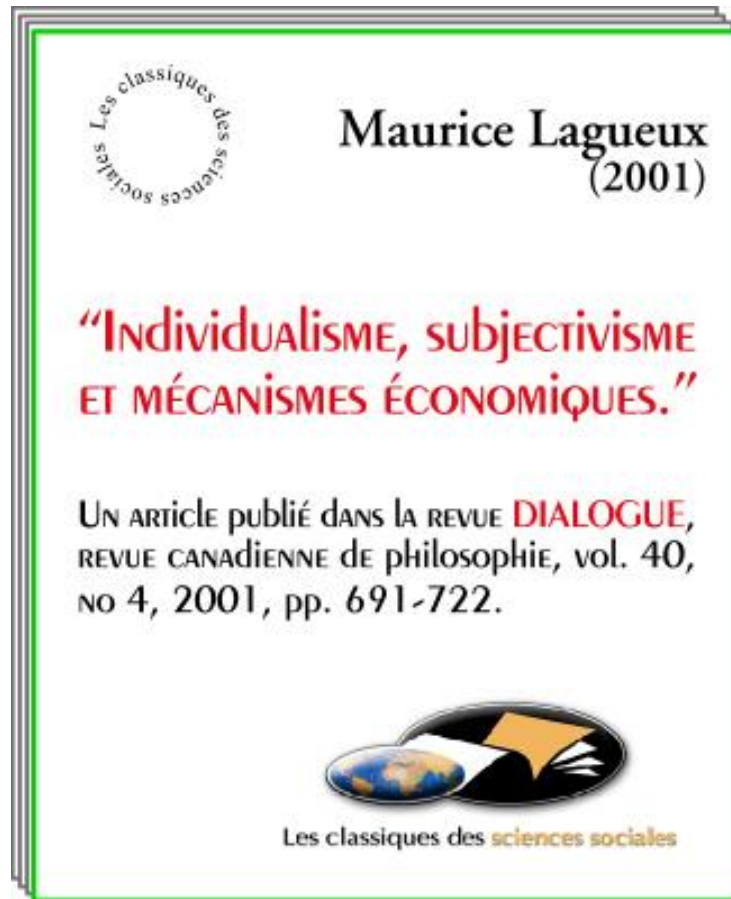 Les classiques des sciences sociales
Maurice Lagueux
(2001)
“Individualisme, subjectivisme
et mécanismes économiques.”
Un article publié dans la revue DIALOGUE,
revue canadienne de philosophie, vol. 40,
no 4, 2001, pp. 691-722.
Les classiques des sciences sociales